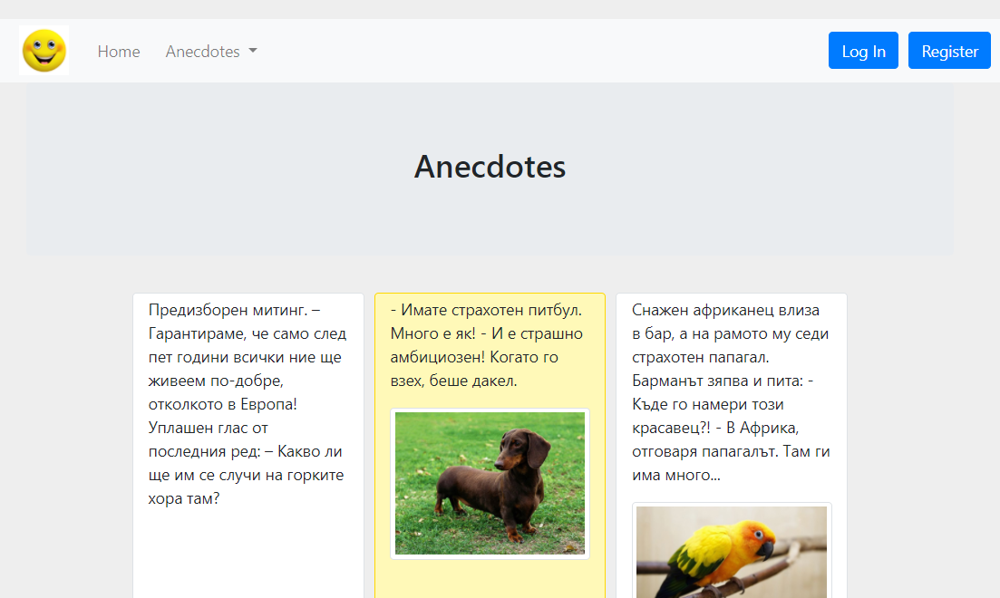 Home
Anecdotes
Log In
Register
Anecdotes
Предизборен митинг. –
Гарантираме, че само след
пет години всички ние ще
живеем по-добре,
отколкото в Европа!
Уплашен глас от
последния ред: – Какво ли
ще им се случи на горките
хора там?
- Имате страхотен питбул.
Много е як! - И е страшно
амбициозен! Когато го
взех, беше дакел.
Снажен африканец влиза
в бар, а на рамото му седи
страхотен папагал.
Барманът зяпва и пита: -
Къде го намери този
красавец?! - В Африка,
отговаря папагалът. Там ги
има много...